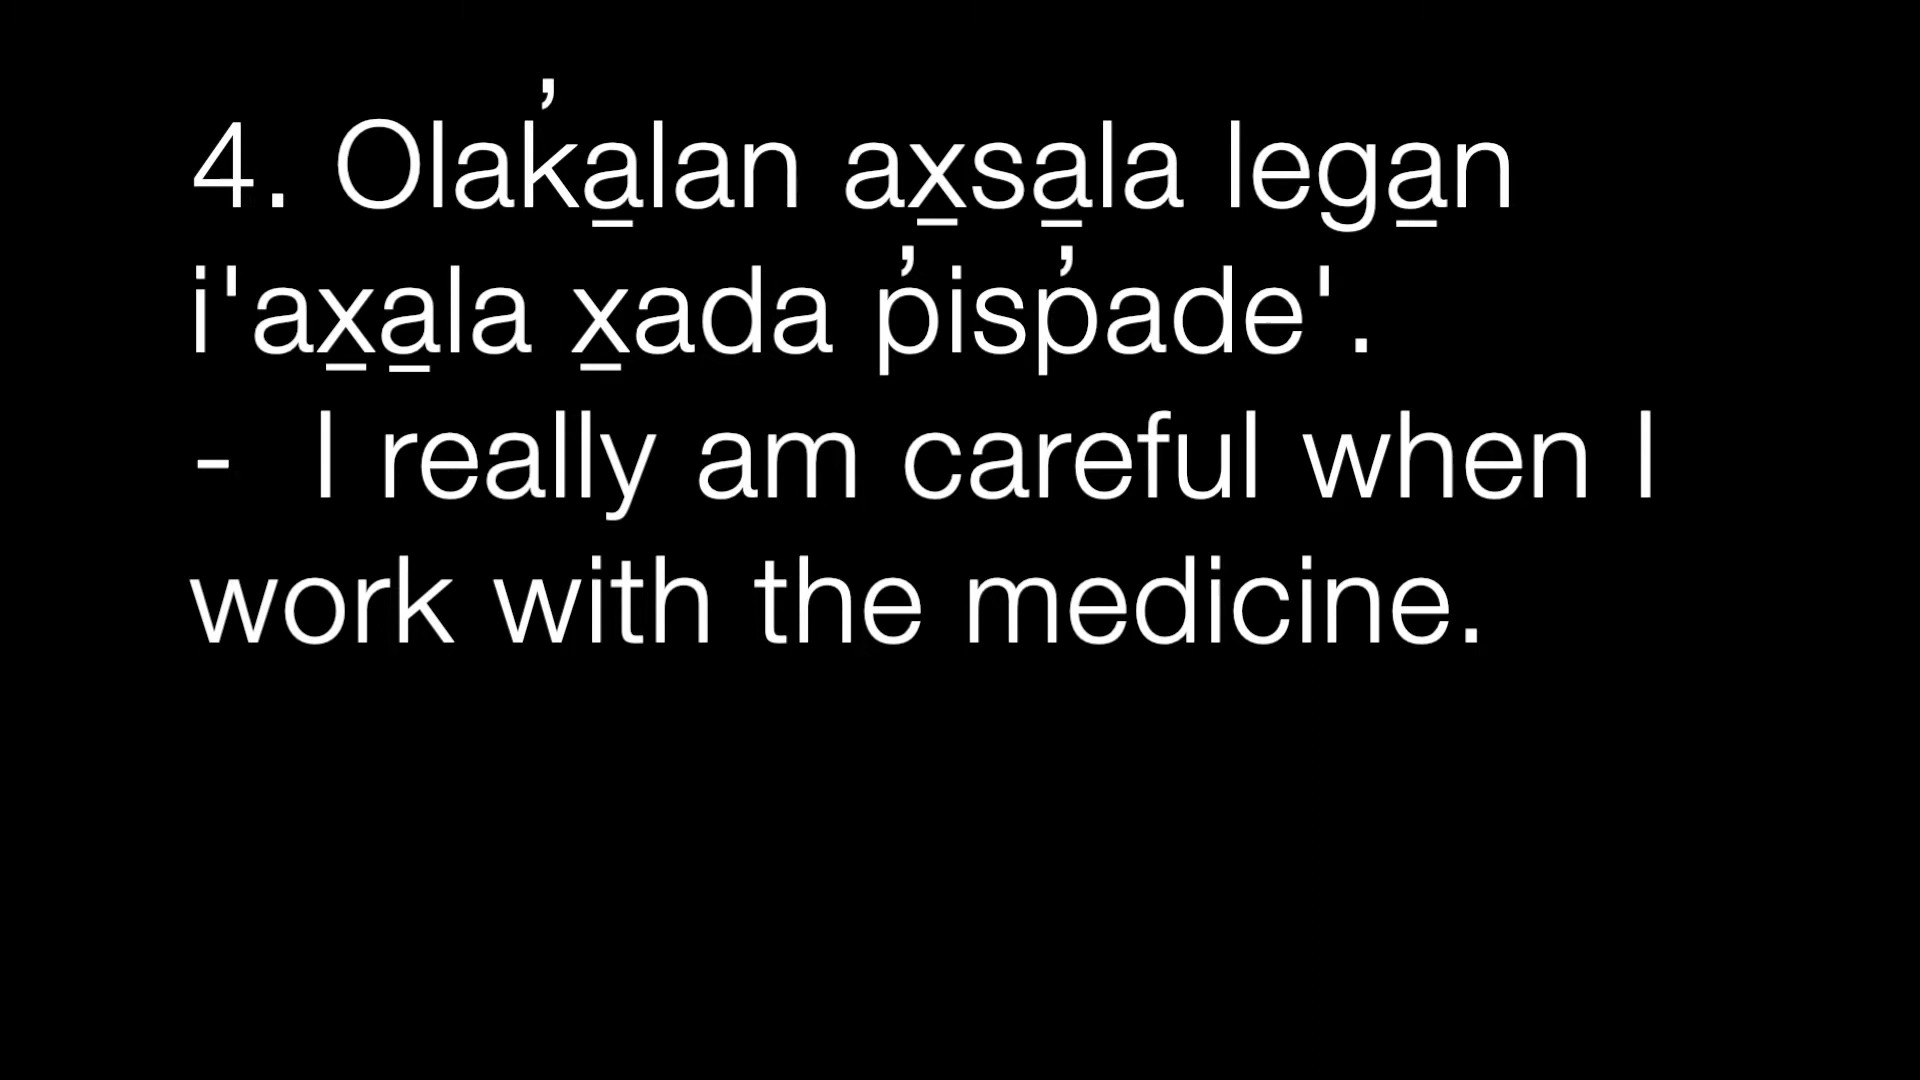 4. Olak̓a̱lan ax̱sa̱la lega̱n
i'ax̱a̱la x̱ada p̓isp̓ade'.
- I really am careful when I
work with the medicine.